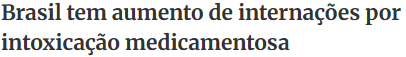 Brasil tem aumento de internações por
intoxicação medicamentosa